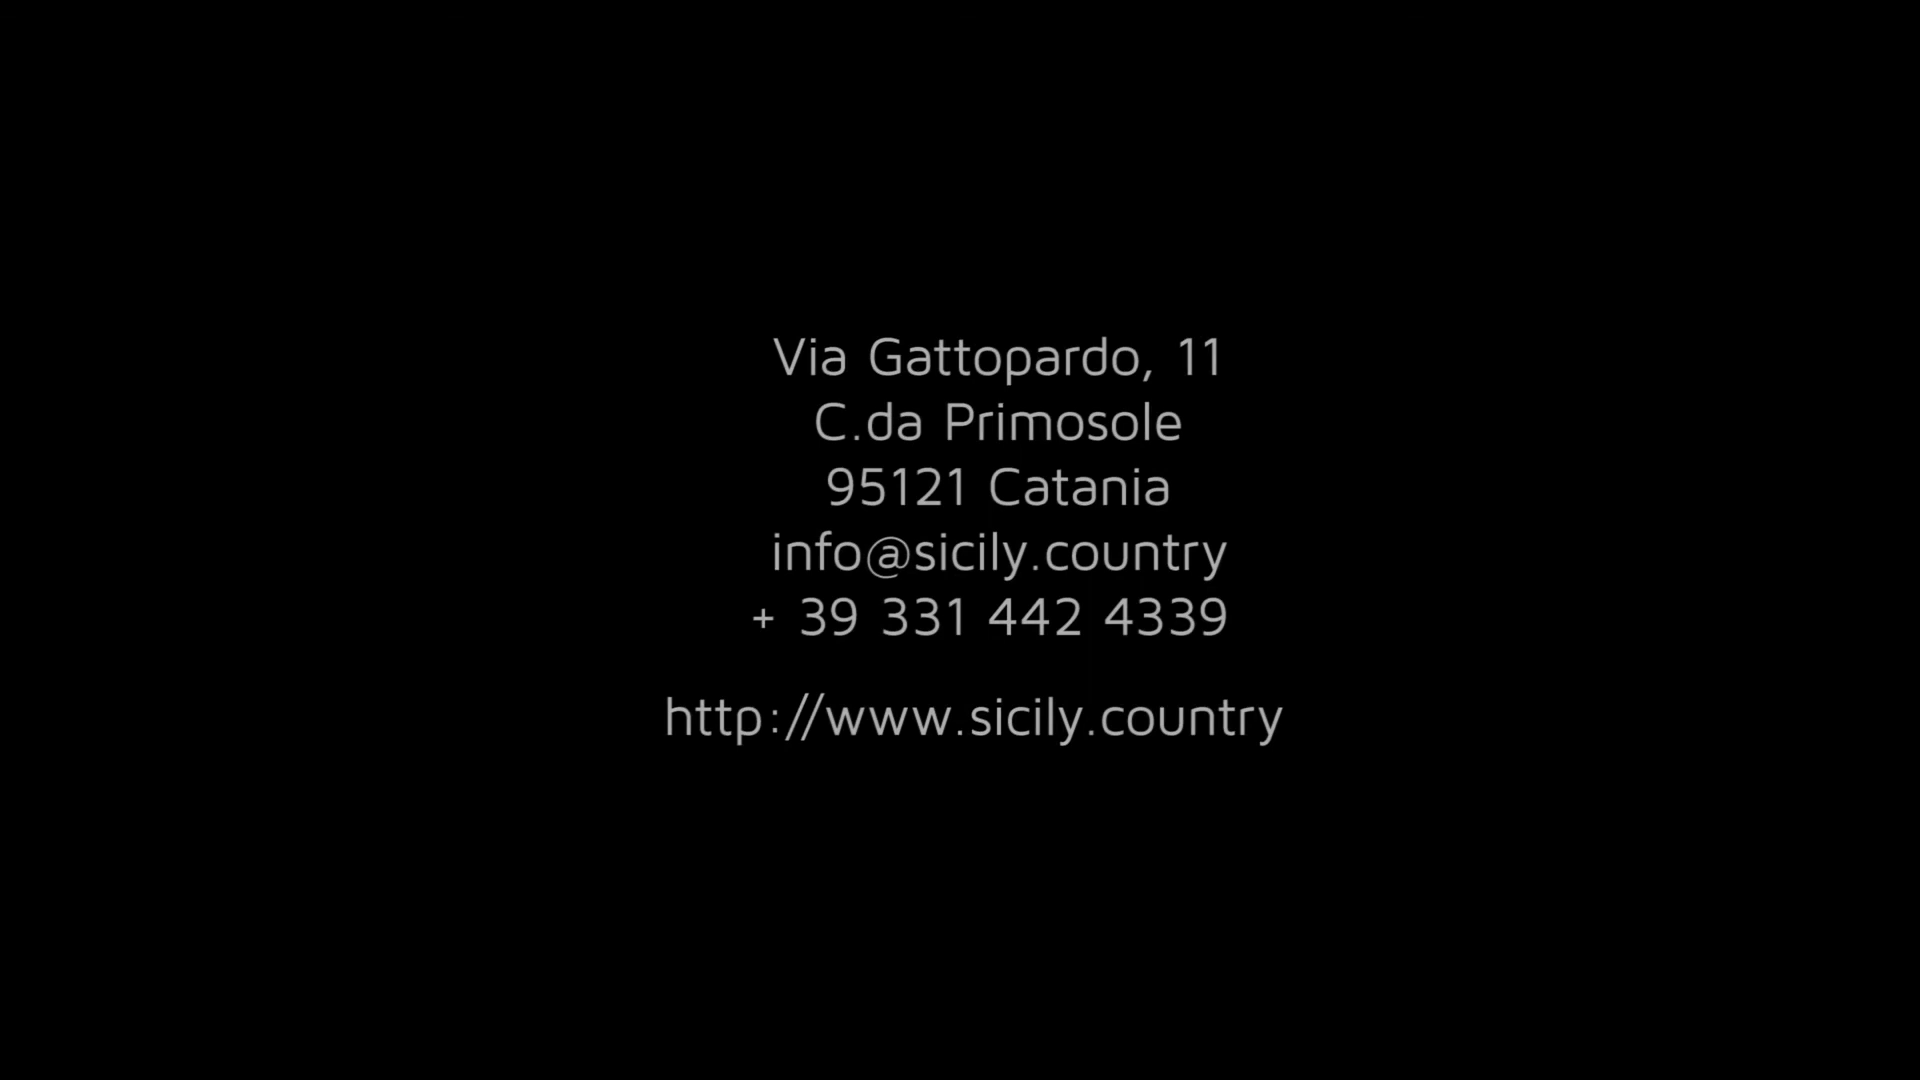 Via Gattopardo, 11
C.da Primosole
95121 Catania
info@sicily.country
+ 39 331 442 4339
http://www.sicily.country